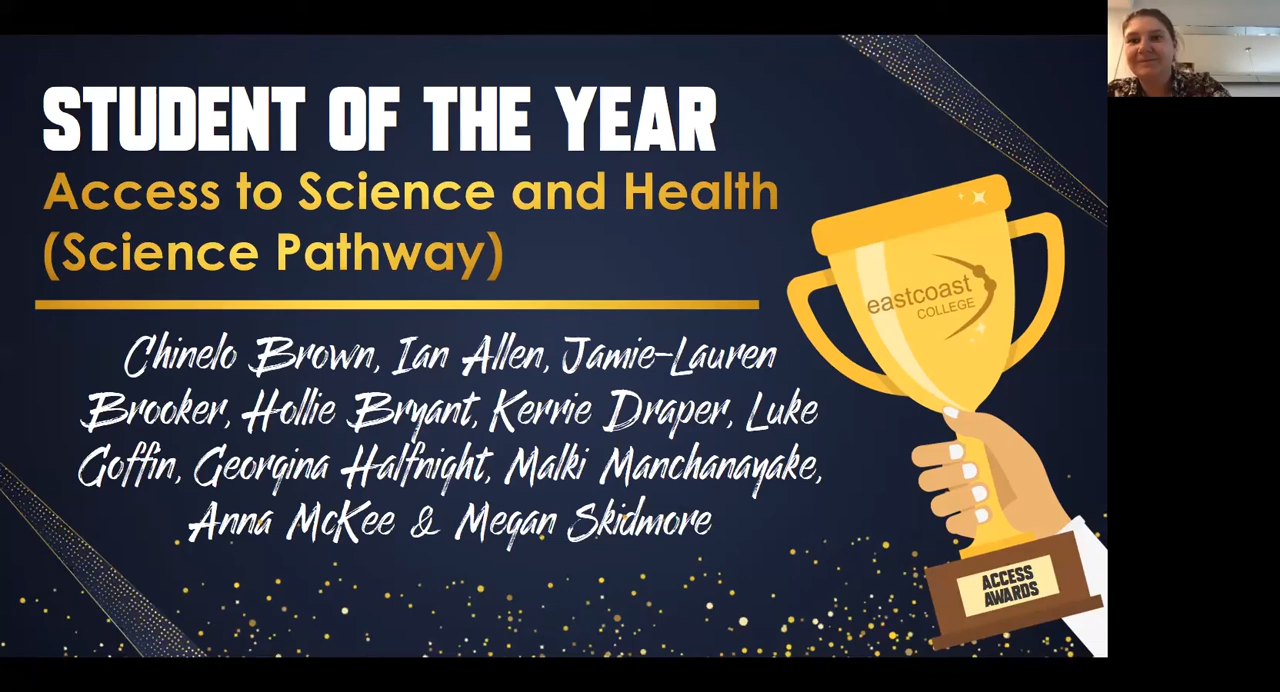 STUDENT OF THE YEAR
Access to Science and Health
(Science Pathway)
Chinelo Brown, Ian Allen, Jamie-Lauren
Brooker, Hollie Bryant, Kerrie Draper, Luke
Goffin, Georgina Halfnight, Malki Manchanayake,
Anna McKee & Megan Skidmore
eastcoast
COLLEGE
ACCESS
AWARDS